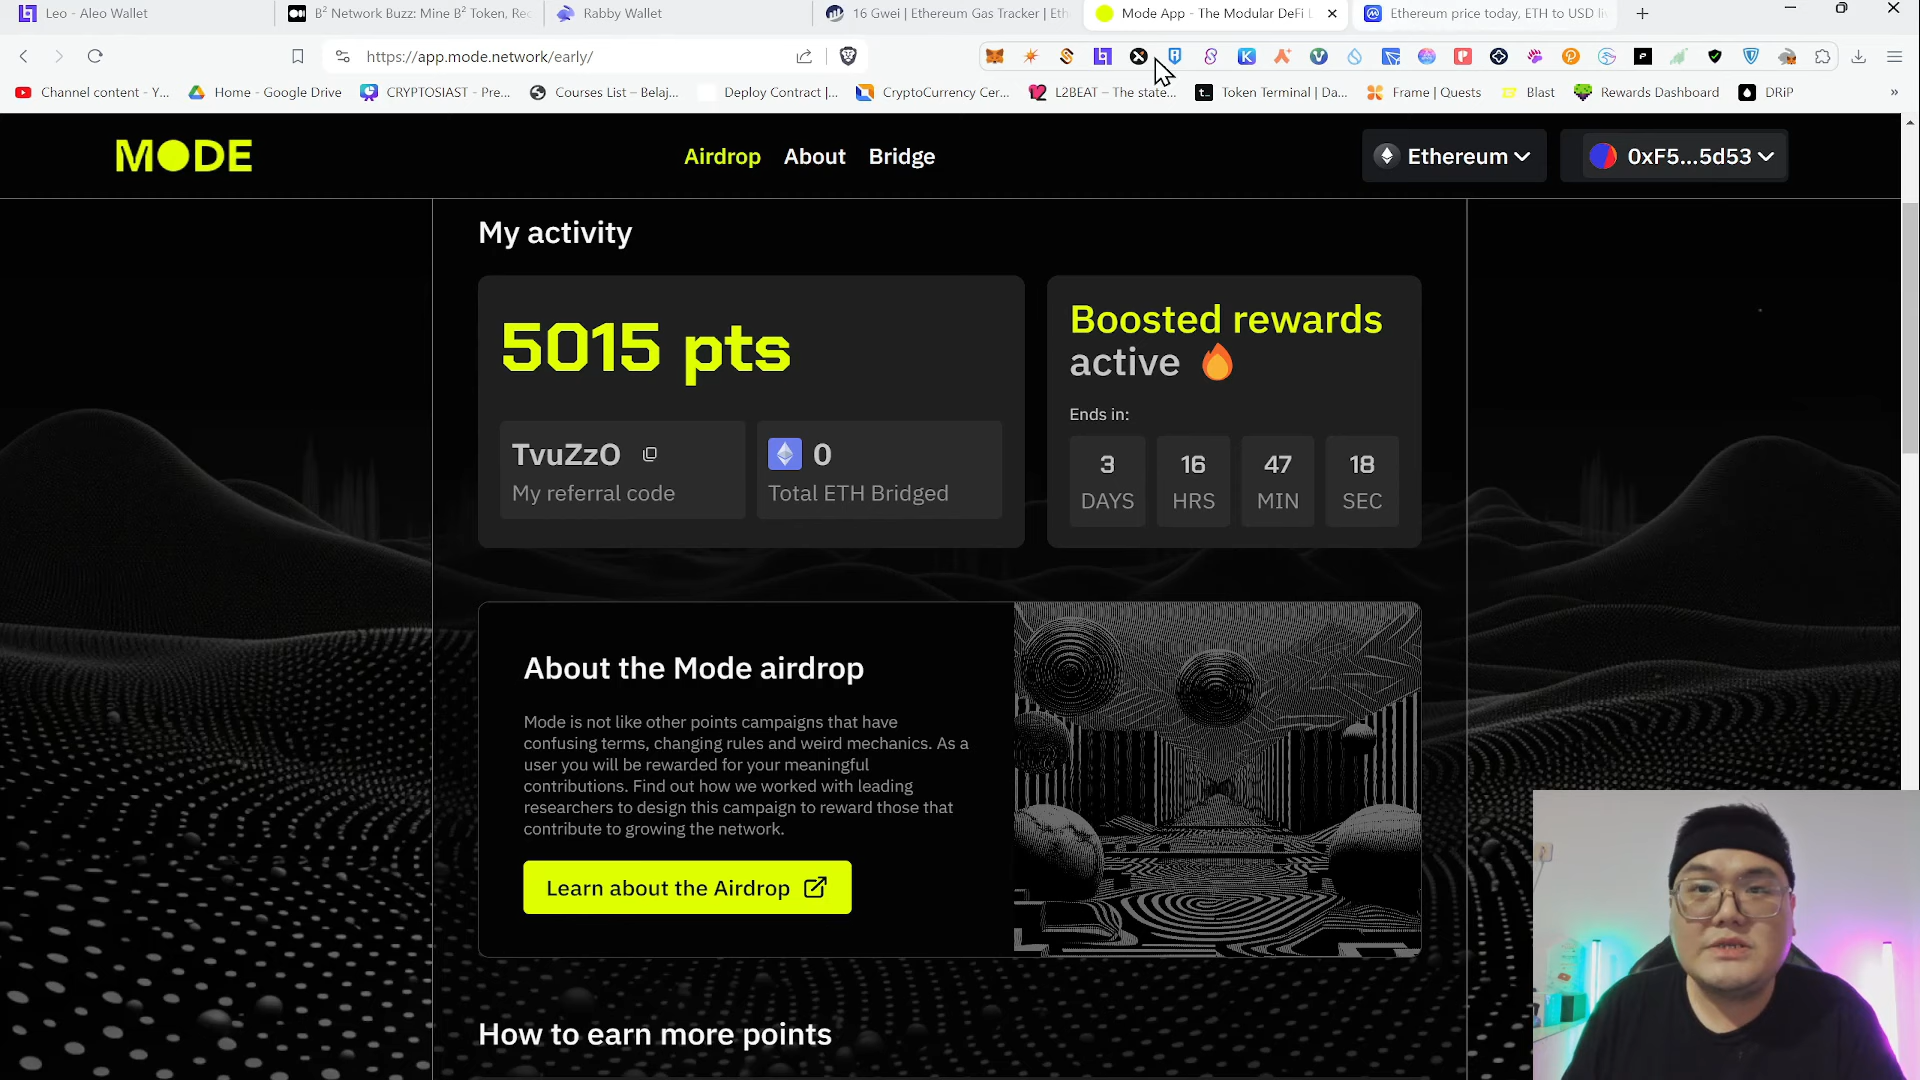 Leo - Aleo Wallet
B² Network Buzz: Mine B² Token, Rec
Rabby Wallet
16 Gwei | Ethereum Gas Tracker | Eth
Mode App - The Modular DeFi L
Ethereum price today, ETH to USD li
https://app.mode.network/early/
Channel content - Y...
Home - Google Drive
CRYPTOSIAST - Pre...
Courses List – Belaj...
Deploy Contract |...
CryptoCurrency Cer...
L2BEAT – The state...
Token Terminal | Da...
Frame | Quests
Blast
Rewards Dashboard
DRiP
MODE
Airdrop
About
Bridge
Ethereum
0xF5...5d53
My activity
5015 pts
TvuZzO
My referral code
0
Total ETH Bridged
Boosted rewards
active
Ends in:
3 16 47 18
DAYS HRS MIN SEC
About the Mode airdrop
Mode is not like other points campaigns that have
confusing terms, changing rules and weird mechanics. As a
user you will be rewarded for your meaningful
contributions. Find out how we worked with leading
researchers to design this campaign to reward those that
contribute to growing the network.
Learn about the Airdrop
How to earn more points